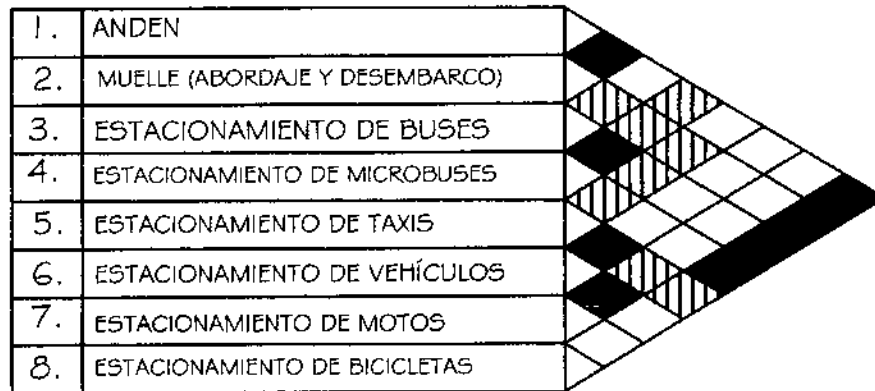 1. ANDEN
2. MUELLE (ABORDAJE Y DESEMBARCO)
3. ESTACIONAMIENTO DE BUSES
4. ESTACIONAMIENTO DE MICROBUSES
5. ESTACIONAMIENTO DE TAXIS
6. ESTACIONAMIENTO DE VEHÍCULOS
7. ESTACIONAMIENTO DE MOTOS
8. ESTACIONAMIENTO DE BICICLETAS